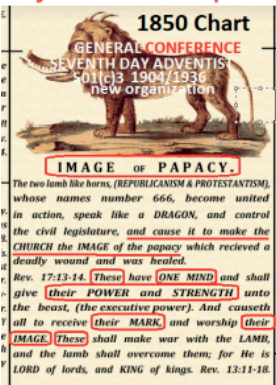 1850 Chart
GENERAL CONFERENCE
SEVENTH DAY ADVENTIST
501(c)3 1904/1936
new organization
IMAGE OF PAPACY.
The two lamb like horns, (REPUBLICANISM & PROTESTANTISM),
whose names number 666, become united
in action, speak like a DRAGON, and control
the civil legislature, and cause it to make the
CHURCH the IMAGE of the papacy which recieved a
deadly wound and was healed.
Rev. 17:13-14. These have ONE MIND and shall
give their POWER and STRENGTH unto
the beast, (the executive power). And causeth
all to receive their MARK, and worship their
IMAGE. These shall make war with the LAMB,
and the lamb shall overcome them; for He is
LORD of lords, and KING of kings. Rev. 13:11-18.